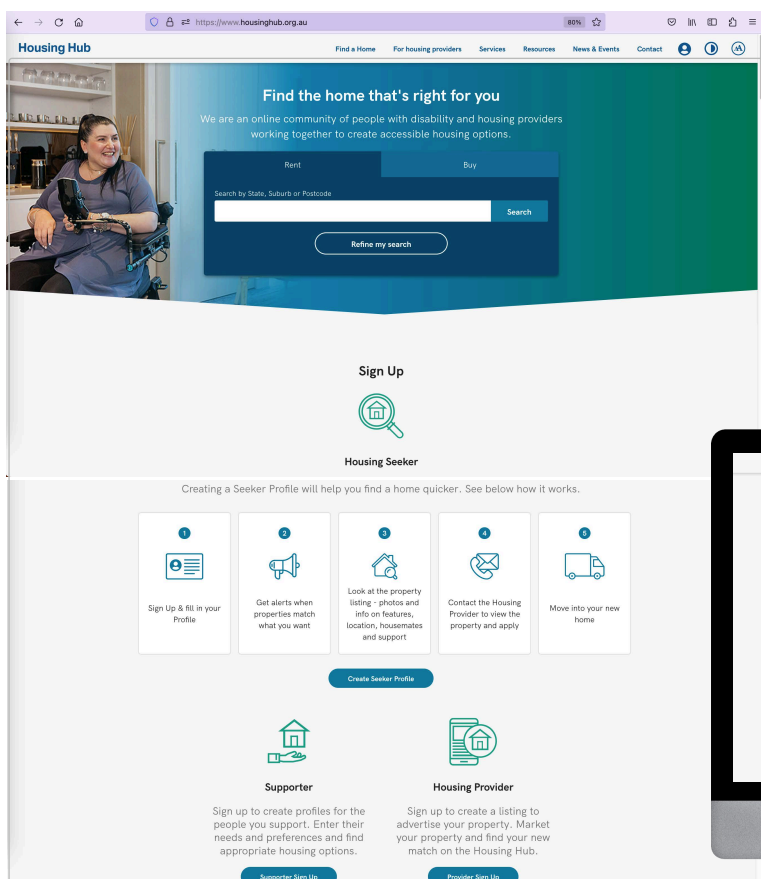 https://www.housinghub.org.au
80%
Housing Hub
Find a Home
For housing providers
Services
Resources
News & Events
Contact
Find the home that's right for you
We are an online community of people with disability and housing providers
working together to create accessible housing options.
Rent
Buy
Search by State, Suburb or Postcode
Search
Refine my search
Sign Up
Housing Seeker
Creating a Seeker Profile will help you find a home quicker. See below how it works.
1
Sign Up & fill in your
Profile
2
Get alerts when
properties match
what you want
3
Look at the property
listing - photos and
info on features,
location, housemates
and support
4
Contact the Housing
Provider to view the
property and apply
5
Move into your new
home
Create Seeker Profile
Supporter
Sign up to create profiles for the
people you support. Enter their
needs and preferences and find
appropriate housing options.
Supporter Sign Up
Housing Provider
Sign up to create a listing to
advertise your property. Market
your property and find your new
match on the Housing Hub.
Provider Sign Up